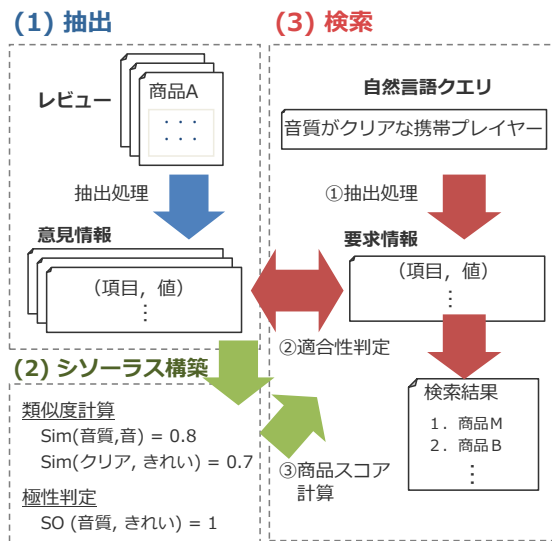 (1) 抽出
レビュー
商品A
・・・
・・・
抽出処理
意見情報
(項目, 値)
⋮
(2) シソーラス構築
類似度計算
Sim(音質,音) = 0.8
Sim(クリア, きれい) = 0.7
極性判定
SO (音質, きれい) = 1
(3) 検索
自然言語クエリ
音質がクリアな携帯プレイヤー
①抽出処理
要求情報
(項目, 値)
⋮
②適合性判定
検索結果
1. 商品M
2. 商品B
⋮
③商品スコア
計算